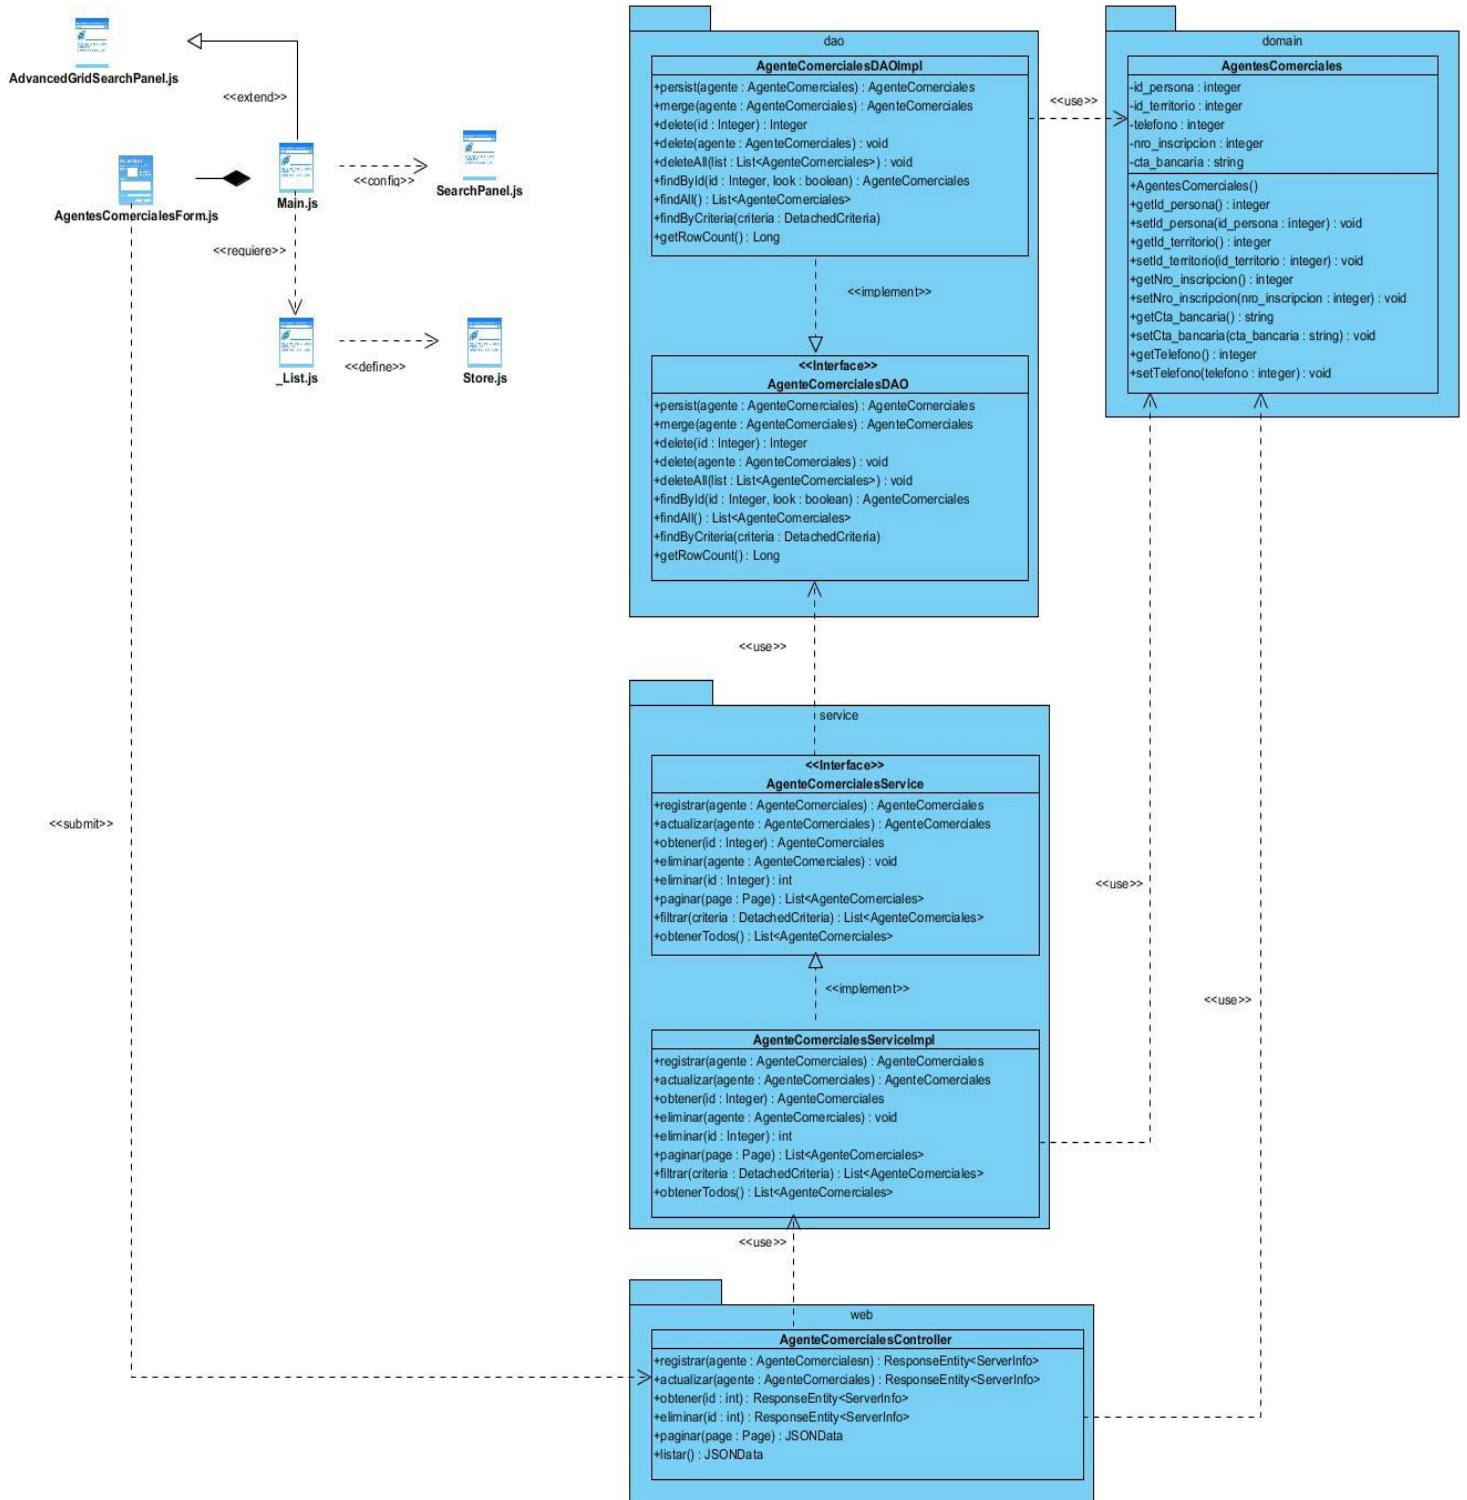 AdvancedGridSearchPanel.js
<<extend>>
AgentesComercialesForm.js
Main.js
<<config>>
SearchPanel.js
<<requiere>>
_List.js
<<define>>
Store.js
<<submit>>
dao
AgenteComercialesDAOImpl
+persist(agente : AgenteComerciales) : AgenteComerciales
+merge(agente : AgenteComerciales) : AgenteComerciales
+delete(id : Integer) : Integer
+delete(agente : AgenteComerciales) : void
+deleteAll(list : List<AgenteComerciales>) : void
+findById(id : Integer, look : boolean) : AgenteComerciales
+findAll() : List<AgenteComerciales>
+findByCriteria(criteria : DetachedCriteria)
+getRowCount() : Long
<<implement>>
<<Interface>>
AgenteComercialesDAO
+persist(agente : AgenteComerciales) : AgenteComerciales
+merge(agente : AgenteComerciales) : AgenteComerciales
+delete(id : Integer) : Integer
+delete(agente : AgenteComerciales) : void
+deleteAll(list : List<AgenteComerciales>) : void
+findById(id : Integer, look : boolean) : AgenteComerciales
+findAll() : List<AgenteComerciales>
+findByCriteria(criteria : DetachedCriteria)
+getRowCount() : Long
<<use>>
domain
AgentesComerciales
-id_persona : integer
-id_territorio : integer
-telefono : integer
-nro_inscripcion : integer
-cta_bancaria : string
+AgentesComerciales()
+getId_persona() : integer
+setId_persona(id_persona : integer) : void
+getId_territorio() : integer
+setId_territorio(id_territorio : integer) : void
+getNro_inscripcion() : integer
+setNro_inscripcion(nro_inscripcion : integer) : void
+getCta_bancaria() : string
+setCta_bancaria(cta_bancaria : string) : void
+getTelefono() : integer
+setTelefono(telefono : integer) : void
<<use>>
service
<<Interface>>
AgenteComercialesService
+registrar(agente : AgenteComerciales) : AgenteComerciales
+actualizar(agente : AgenteComerciales) : AgenteComerciales
+obtener(id : Integer) : AgenteComerciales
+eliminar(agente : AgenteComerciales) : void
+eliminar(id : Integer) : int
+paginar(page : Page) : List<AgenteComerciales>
+filtrar(criteria : DetachedCriteria) : List<AgenteComerciales>
+obtenerTodos() : List<AgenteComerciales>
<<implement>>
AgenteComercialesServiceImpl
+registrar(agente : AgenteComerciales) : AgenteComerciales
+actualizar(agente : AgenteComerciales) : AgenteComerciales
+obtener(id : Integer) : AgenteComerciales
+eliminar(agente : AgenteComerciales) : void
+eliminar(id : Integer) : int
+paginar(page : Page) : List<AgenteComerciales>
+filtrar(criteria : DetachedCriteria) : List<AgenteComerciales>
+obtenerTodos() : List<AgenteComerciales>
<<use>>
<<use>>
<<use>>
web
AgenteComercialesController
+registrar(agente : AgenteComercialesn) : ResponseEntity<ServerInfo>
+actualizar(agente : AgenteComerciales) : ResponseEntity<ServerInfo>
+obtener(id : int) : ResponseEntity<ServerInfo>
+eliminar(id : int) : ResponseEntity<ServerInfo>
+paginar(page : Page) : JSONData
+listar() : JSONData